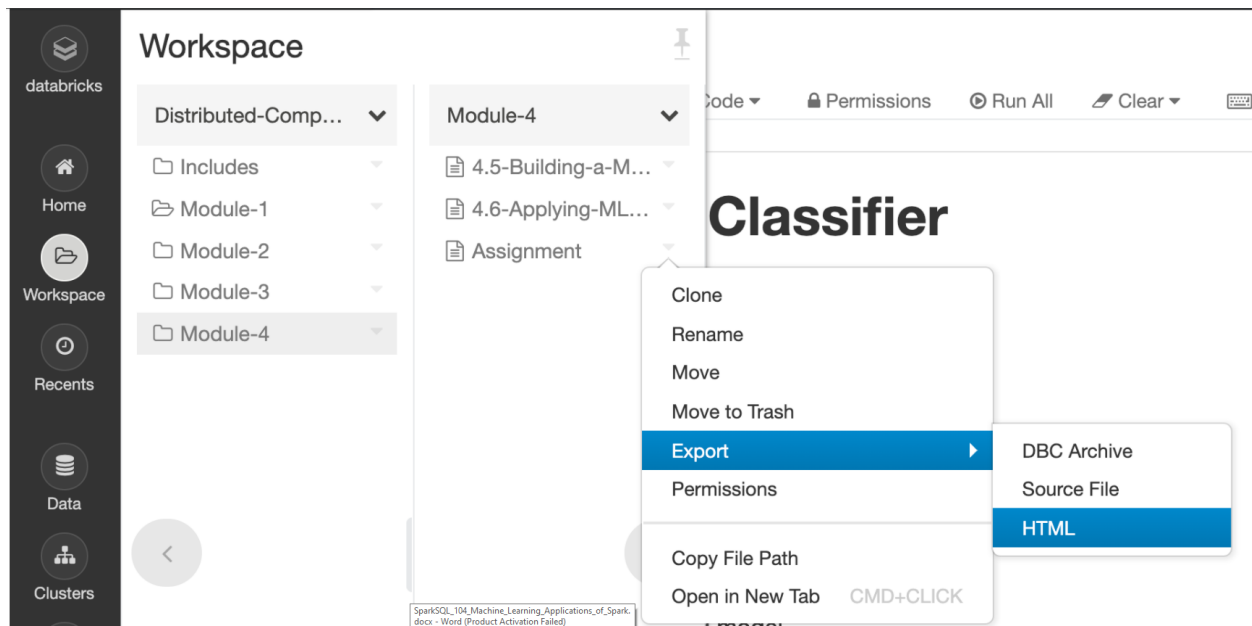 databricks
Home
Workspace
Recents
Data
Clusters
Workspace
Distributed-Comp...
Includes
Module-1
Module-2
Module-3
Module-4
Module-4
4.5-Building-a-M...
4.6-Applying-ML...
Assignment
Code
Permissions
Run All
Clear
Classifier
Clone
Rename
Move
Move to Trash
Export
Permissions
Copy File Path
Open in New Tab CMD+CLICK
DBC Archive
Source File
HTML
SparkSQL_104_Machine_Learning_Applications_of_Spark.
docx - Word (Product Activation Failed)